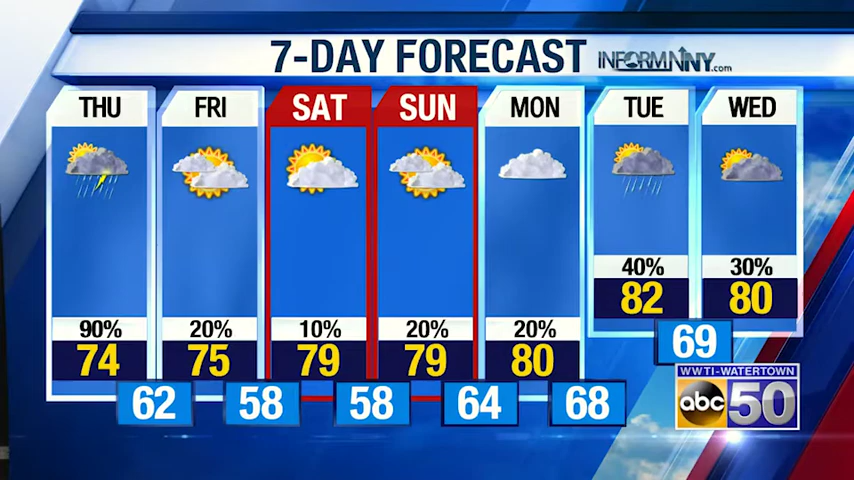 7-DAY FORECAST
INFORMNNY.com
THU FRI SAT SUN MON TUE WED
90% 20% 10% 20% 20% 40% 30%
74 75 79 79 80 82 80
62 58 58 64 68 69
WWTI-WATERTOWN
abc 50